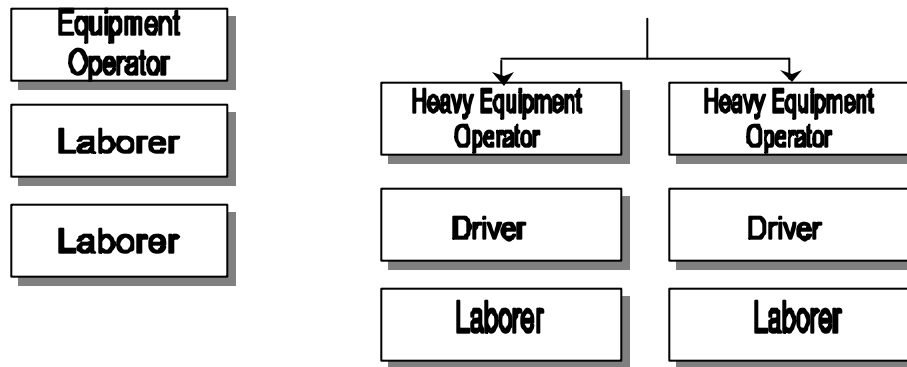 Equipment
Operator
Laborer
Laborer
Heavy Equipment
Operator
Driver
Laborer
Heavy Equipment
Operator
Driver
Laborer